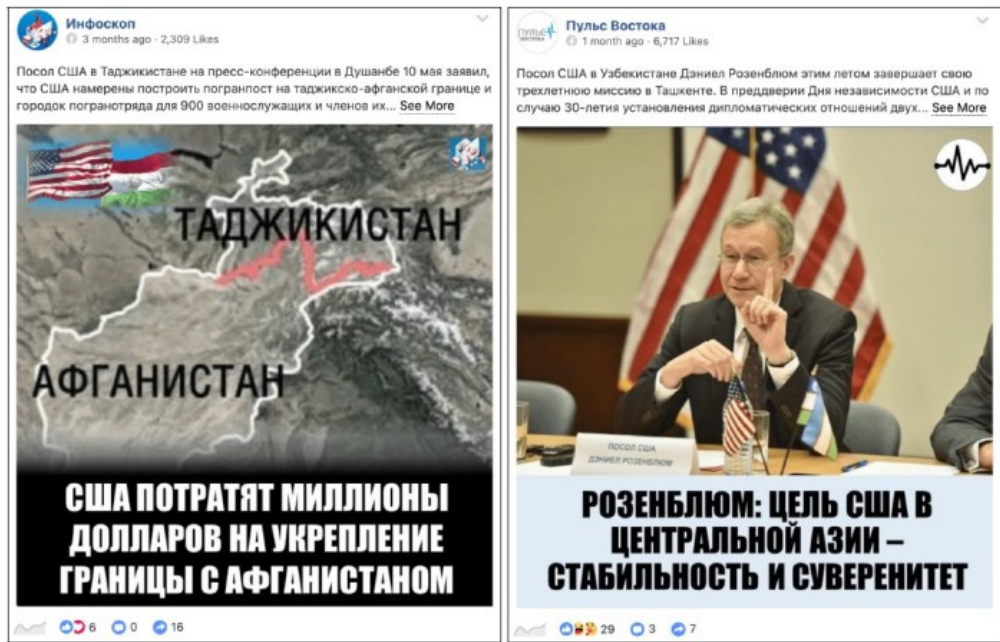 Инфоскоп
3 months ago · 2,309 Likes
Посол США в Таджикистане на пресс-конференции в Душанбе 10 мая заявил,
что США намерены построить погранпост на таджикско-афганской границе и
городок погранотряда для 900 военнослужащих и членов их... See More
ТАДЖИКИСТАН
АФГАНИСТАН
США ПОТРАТЯТ МИЛЛИОНЫ
ДОЛЛАРОВ НА УКРЕПЛЕНИЕ
ГРАНИЦЫ С АФГАНИСТАНОМ
6 0 16
ПУЛЬС
ВОСТОКА
Пульс Востока
1 month ago · 6,717 Likes
Посол США в Узбекистане Дэниел Розенблюм этим летом завершает свою
трехлетнюю миссию в Ташкенте. В преддверии Дня независимости США и по
случаю 30-летия установления дипломатических отношений двух... See More
ПОСОЛ США
ДЭНИЕЛ РОЗЕНБЛЮМ
РОЗЕНБЛЮМ: ЦЕЛЬ США В
ЦЕНТРАЛЬНОЙ АЗИИ –
СТАБИЛЬНОСТЬ И СУВЕРЕНИТЕТ
29 3 7